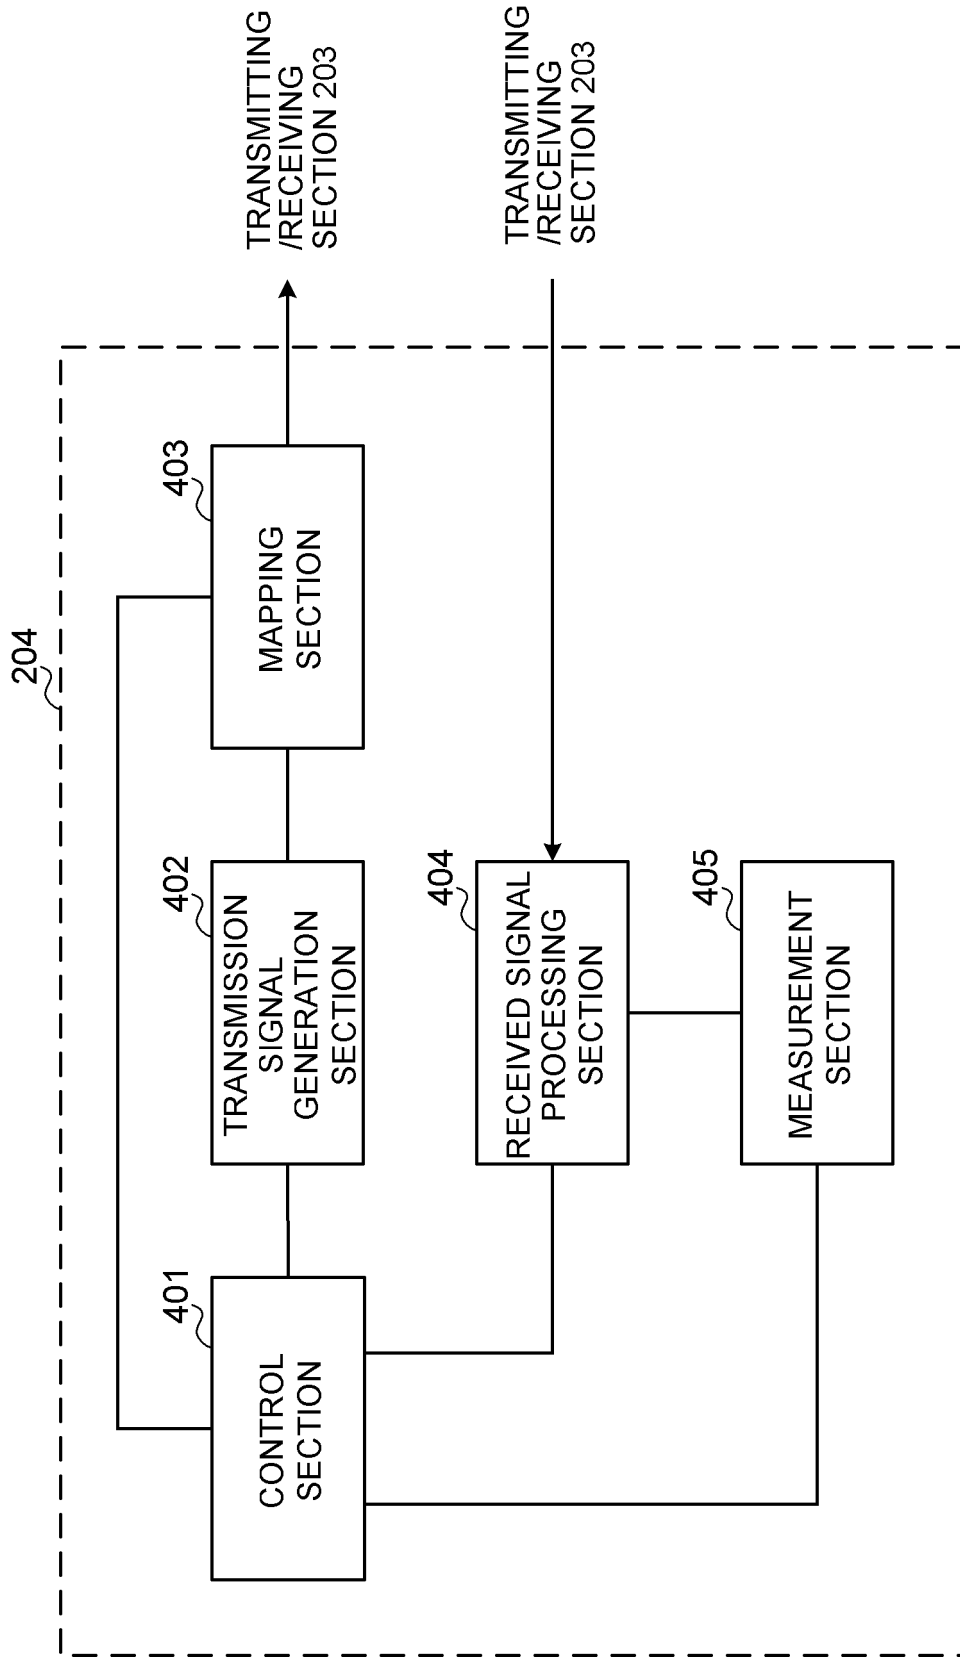 204
401
CONTROL
SECTION
402
TRANSMISSION
SIGNAL
GENERATION
SECTION
403
MAPPING
SECTION
TRANSMITTING
/RECEIVING
SECTION 203
404
RECEIVED SIGNAL
PROCESSING
SECTION
TRANSMITTING
/RECEIVING
SECTION 203
405
MEASUREMENT
SECTION